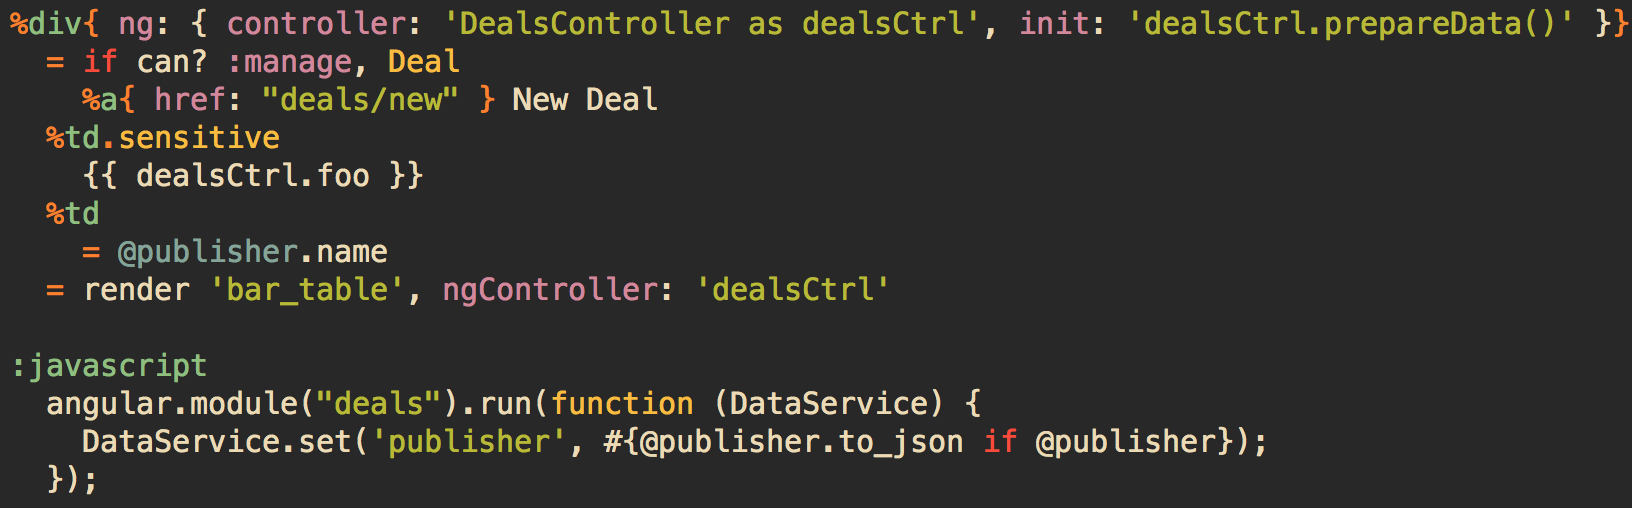 %div{ ng: { controller: 'DealsController as dealsCtrl', init: 'dealsCtrl.prepareData()' }}
  = if can? :manage, Deal
    %a{ href: "deals/new" } New Deal
  %td.sensitive
    {{ dealsCtrl.foo }}
  %td
    = @publisher.name
  = render 'bar_table', ngController: 'dealsCtrl'

:javascript
  angular.module("deals").run(function (DataService) {
    DataService.set('publisher', #{@publisher.to_json if @publisher});
  });